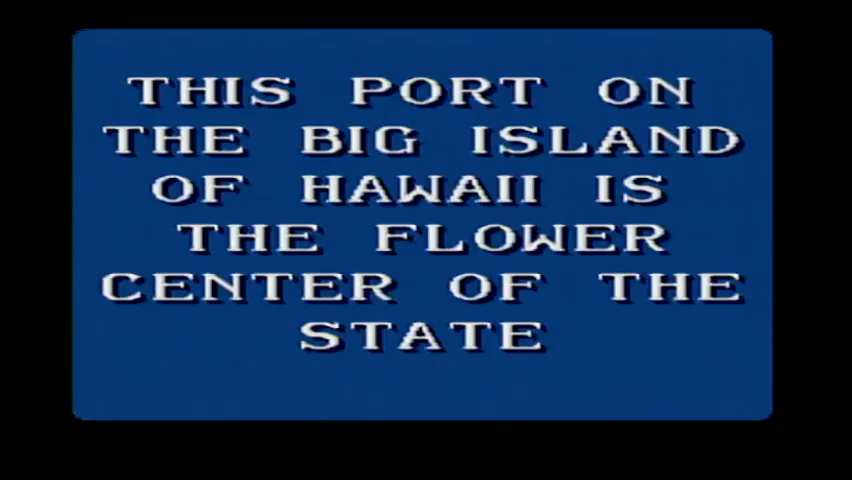 THIS PORT ON
THE BIG ISLAND
OF HAWAII IS
THE FLOWER
CENTER OF THE
STATE